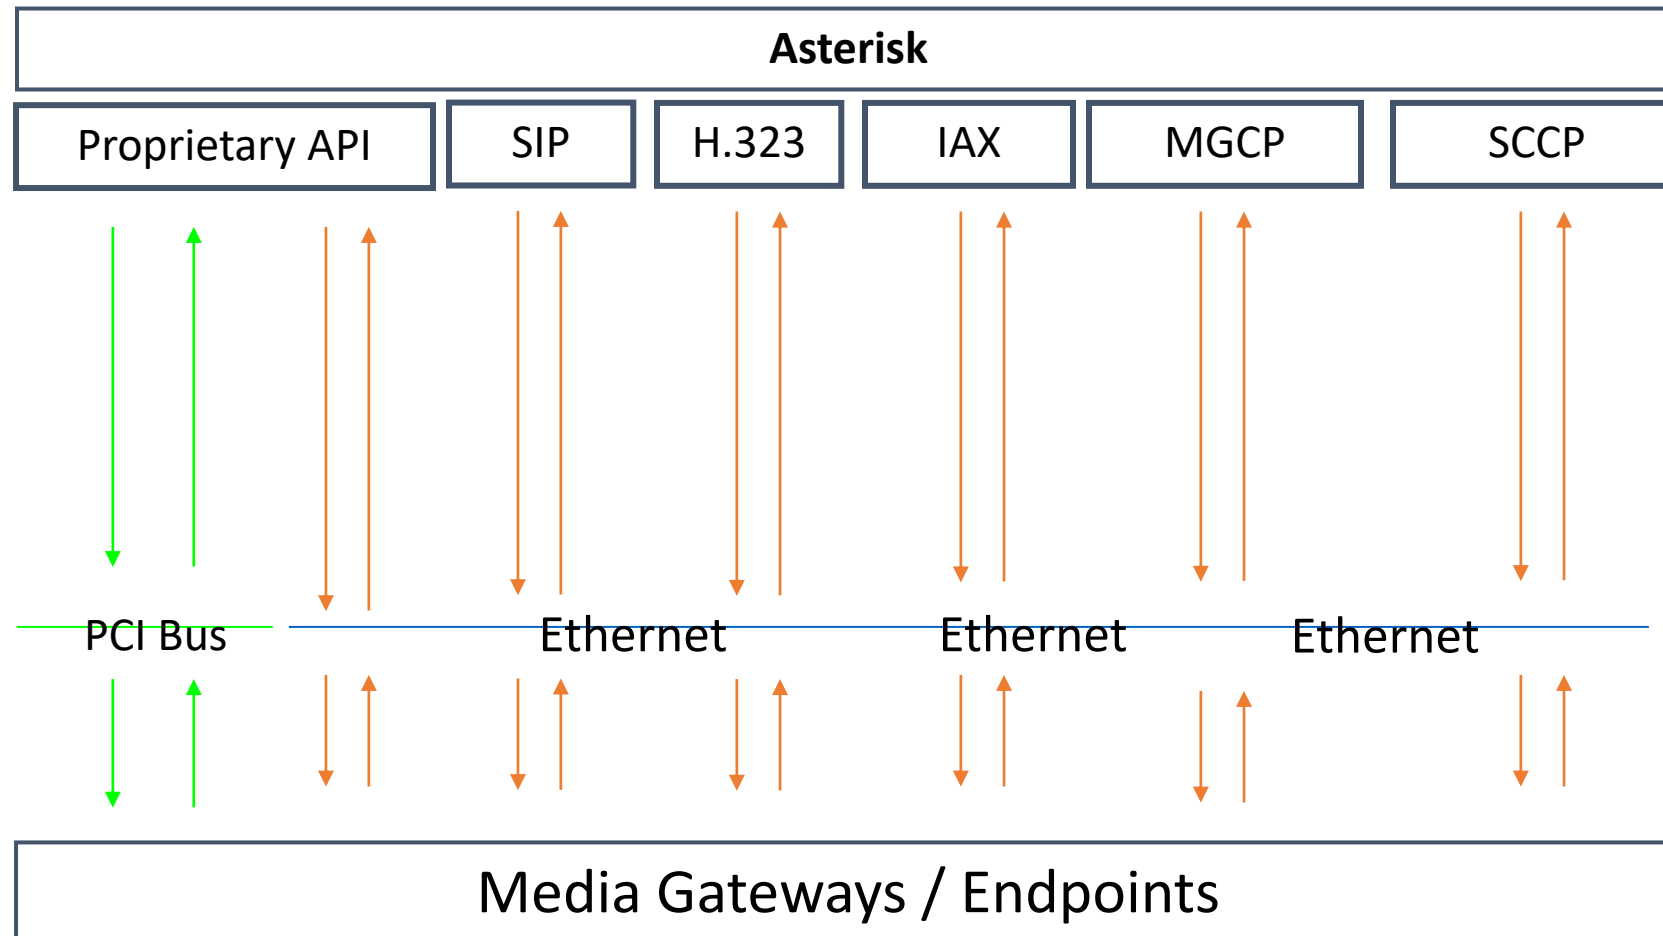 Asterisk
Proprietary API
SIP
H.323
IAX
MGCP
SCCP
PCI Bus
Ethernet
Ethernet
Ethernet
Media Gateways / Endpoints